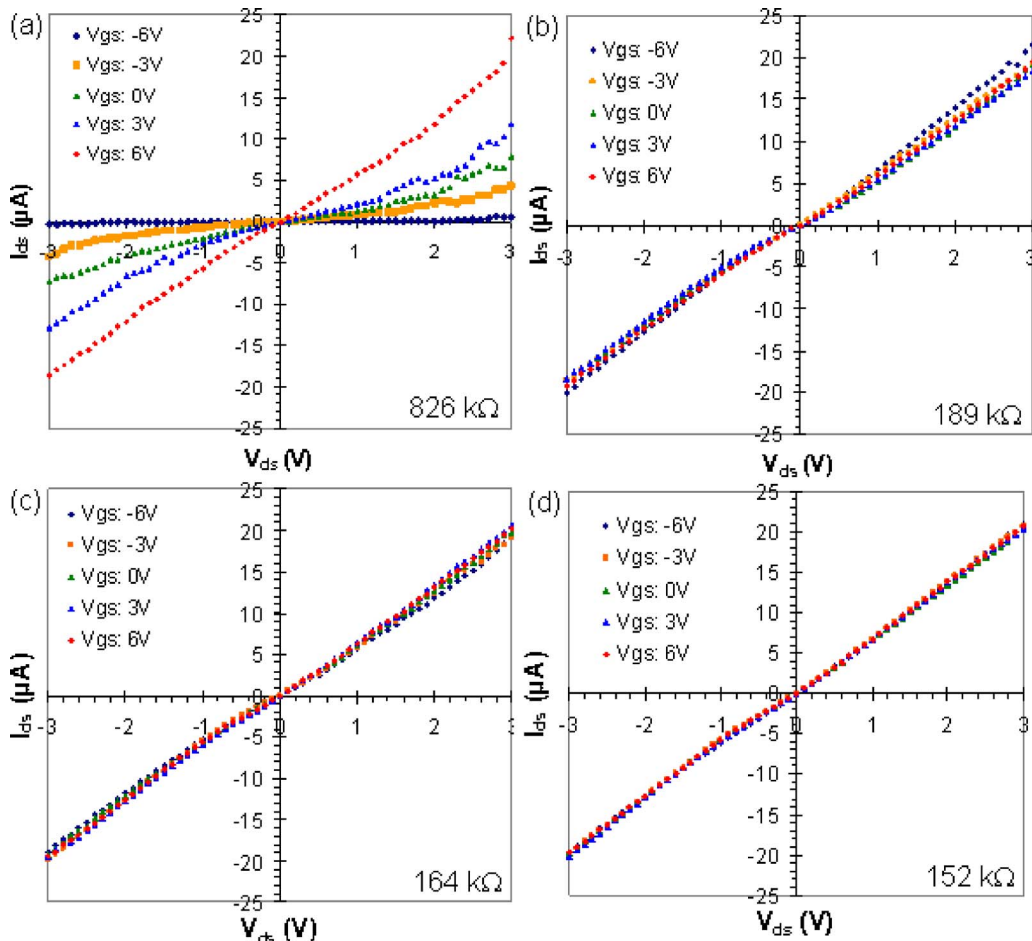 (a)
Vgs: -6V
Vgs: -3V
Vgs: 0V
Vgs: 3V
Vgs: 6V
25
20
15
10
5
0
-5
-10
-15
-20
-25
-3 -2 -1 0 1 2 3
Ids (µA)
Vds (V)
826 kΩ
(b)
Vgs: -6V
Vgs: -3V
Vgs: 0V
Vgs: 3V
Vgs: 6V
25
20
15
10
5
0
-5
-10
-15
-20
-25
-3 -2 -1 0 1 2 3
Ids (µA)
Vds (V)
189 kΩ
(c)
Vgs: -6V
Vgs: -3V
Vgs: 0V
Vgs: 3V
Vgs: 6V
25
20
15
10
5
0
-5
-10
-15
-20
-25
-3 -2 -1 0 1 2 3
Ids (µA)
Vds (V)
164 kΩ
(d)
Vgs: -6V
Vgs: -3V
Vgs: 0V
Vgs: 3V
Vgs: 6V
25
20
15
10
5
0
-5
-10
-15
-20
-25
-3 -2 -1 0 1 2 3
Ids (µA)
Vds (V)
152 kΩ